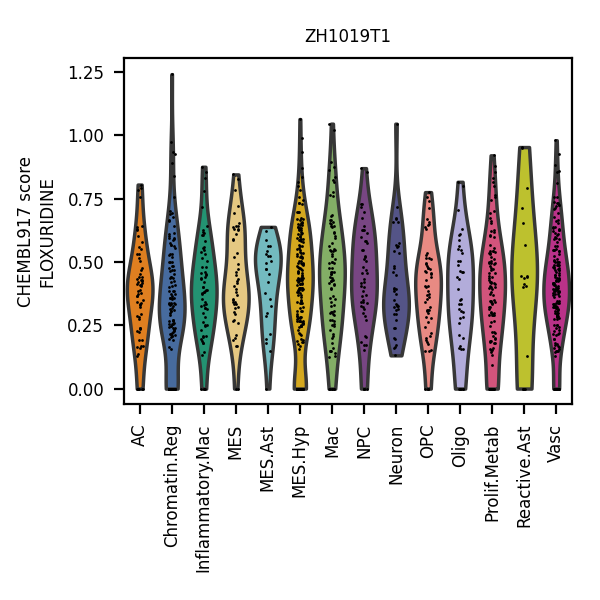 ZH1019T1
CHEMBL917 score
FLOXURIDINE
1.25
1.00
0.75
0.50
0.25
0.00
AC
Chromatin.Reg
Inflammatory.Mac
MES
MES.Ast
MES.Hyp
Mac
NPC
Neuron
OPC
Oligo
Prolif.Metab
Reactive.Ast
Vasc